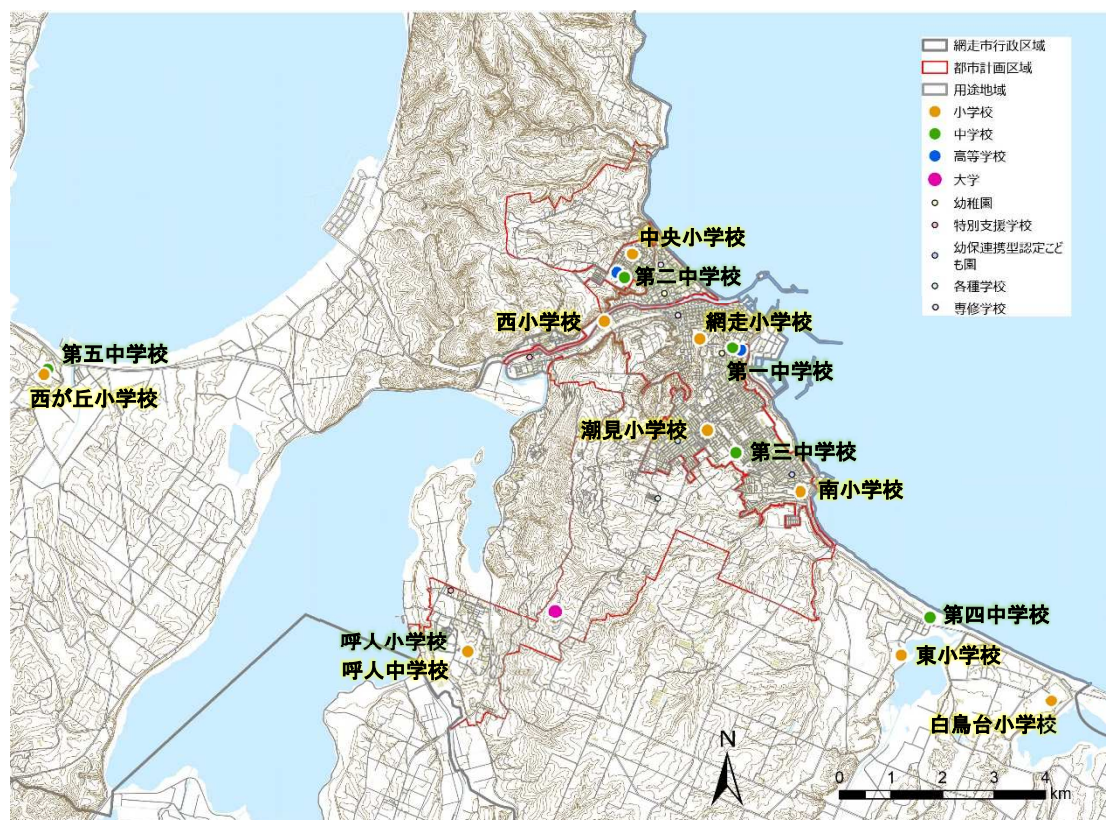 網走市行政区域
都市計画区域
用途地域
小学校
中学校
高等学校
大学
幼稚園
特別支援学校
幼保連携型認定こど
も園
各種学校
専修学校
中央小学校
第二中学校
西小学校
網走小学校
第一中学校
第五中学校
西が丘小学校
潮見小学校
第三中学校
南小学校
第四中学校
呼人小学校
呼人中学校
東小学校
白鳥台小学校
N
0 1 2 3 4
km